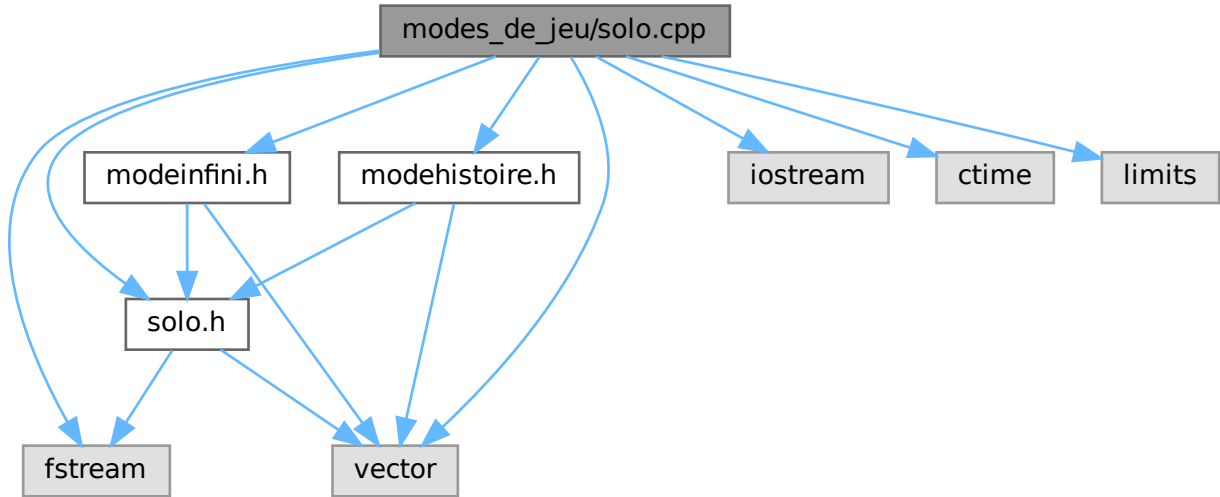 modes_de_jeu/solo.cpp
modeinfini.h
modehistoire.h
iostream
ctime
limits
solo.h
fstream
vector